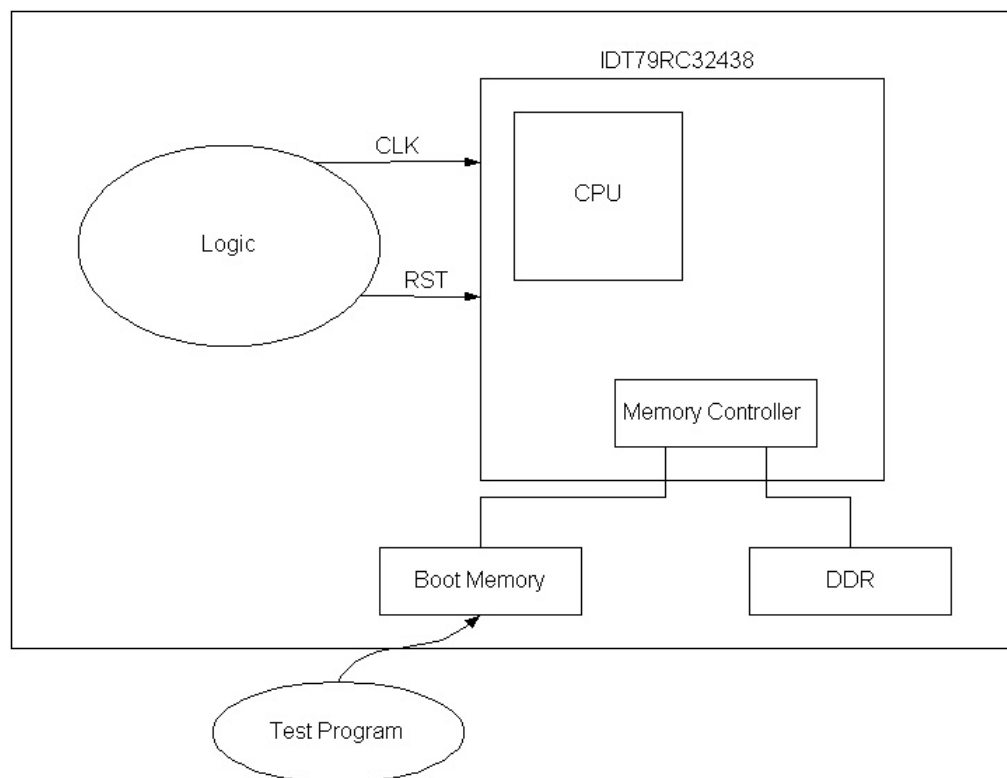 IDT79RC32438
CLK
CPU
Logic
RST
Memory Controller
Boot Memory
DDR
Test Program